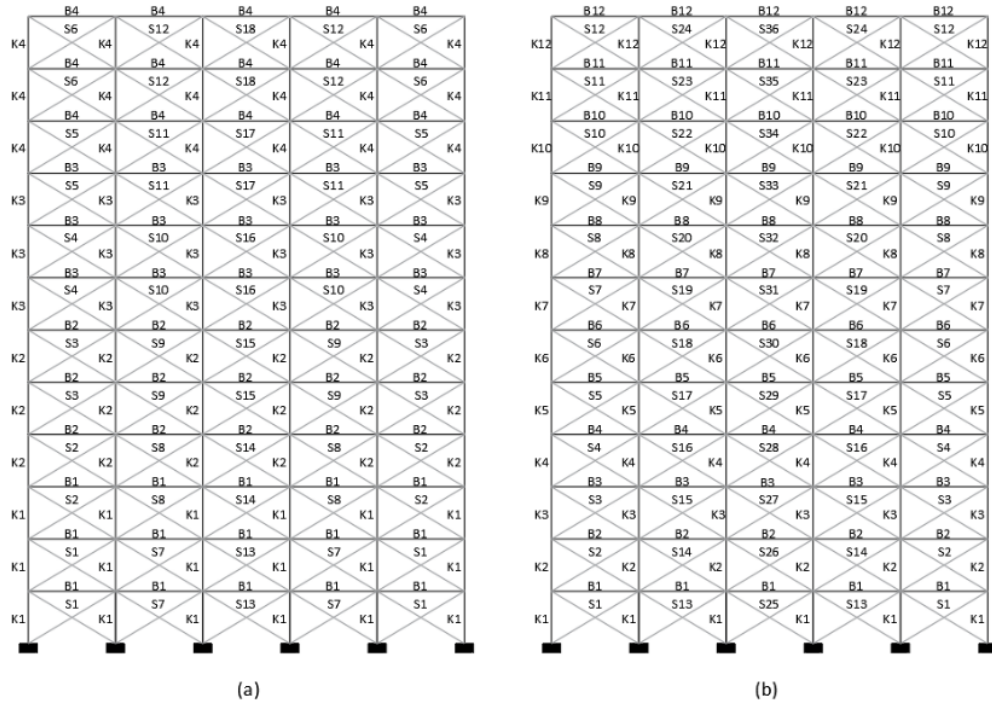 B4 B4 B4 B4 B4
S6 S12 S18 S12 S6
K4 K4 K4 K4 K4 K4
B4 B4 B4 B4 B4
S6 S12 S18 S12 S6
K4 K4 K4 K4 K4 K4
B4 B4 B4 B4 B4
S5 S11 S17 S11 S5
K4 K4 K4 K4 K4 K4
B3 B3 B3 B3 B3
S5 S11 S17 S11 S5
K3 K3 K3 K3 K3 K3
B3 B3 B3 B3 B3
S4 S10 S16 S10 S4
K3 K3 K3 K3 K3 K3
B3 B3 B3 B3 B3
S4 S10 S16 S10 S4
K3 K3 K3 K3 K3 K3
B2 B2 B2 B2 B2
S3 S9 S15 S9 S3
K2 K2 K2 K2 K2 K2
B2 B2 B2 B2 B2
S3 S9 S15 S9 S3
K2 K2 K2 K2 K2 K2
B2 B2 B2 B2 B2
S2 S8 S14 S8 S2
K2 K2 K2 K2 K2 K2
B1 B1 B1 B1 B1
S2 S8 S14 S8 S2
K1 K1 K1 K1 K1 K1
B1 B1 B1 B1 B1
S1 S7 S13 S7 S1
K1 K1 K1 K1 K1 K1
B1 B1 B1 B1 B1
S1 S7 S13 S7 S1
K1 K1 K1 K1 K1 K1
(a)
B12 B12 B12 B12 B12
S12 S24 S36 S24 S12
K12 K12 K12 K12 K12 K12
B11 B11 B11 B11 B11
S11 S23 S35 S23 S11
K11 K11 K11 K11 K11 K11
B10 B10 B10 B10 B10
S10 S22 S34 S22 S10
K10 K10 K10 K10 K10 K10
B9 B9 B9 B9 B9
S9 S21 S33 S21 S9
K9 K9 K9 K9 K9 K9
B8 B8 B8 B8 B8
S8 S20 S32 S20 S8
K8 K8 K8 K8 K8 K8
B7 B7 B7 B7 B7
S7 S19 S31 S19 S7
K7 K7 K7 K7 K7 K7
B6 B6 B6 B6 B6
S6 S18 S30 S18 S6
K6 K6 K6 K6 K6 K6
B5 B5 B5 B5 B5
S5 S17 S29 S17 S5
K5 K5 K5 K5 K5 K5
B4 B4 B4 B4 B4
S4 S16 S28 S16 S4
K4 K4 K4 K4 K4 K4
B3 B3 B3 B3 B3
S3 S15 S27 S15 S3
K3 K3 K3 K3 K3 K3
B2 B2 B2 B2 B2
S2 S14 S26 S14 S2
K2 K2 K2 K2 K2 K2
B1 B1 B1 B1 B1
S1 S13 S25 S13 S1
K1 K1 K1 K1 K1 K1
(b)